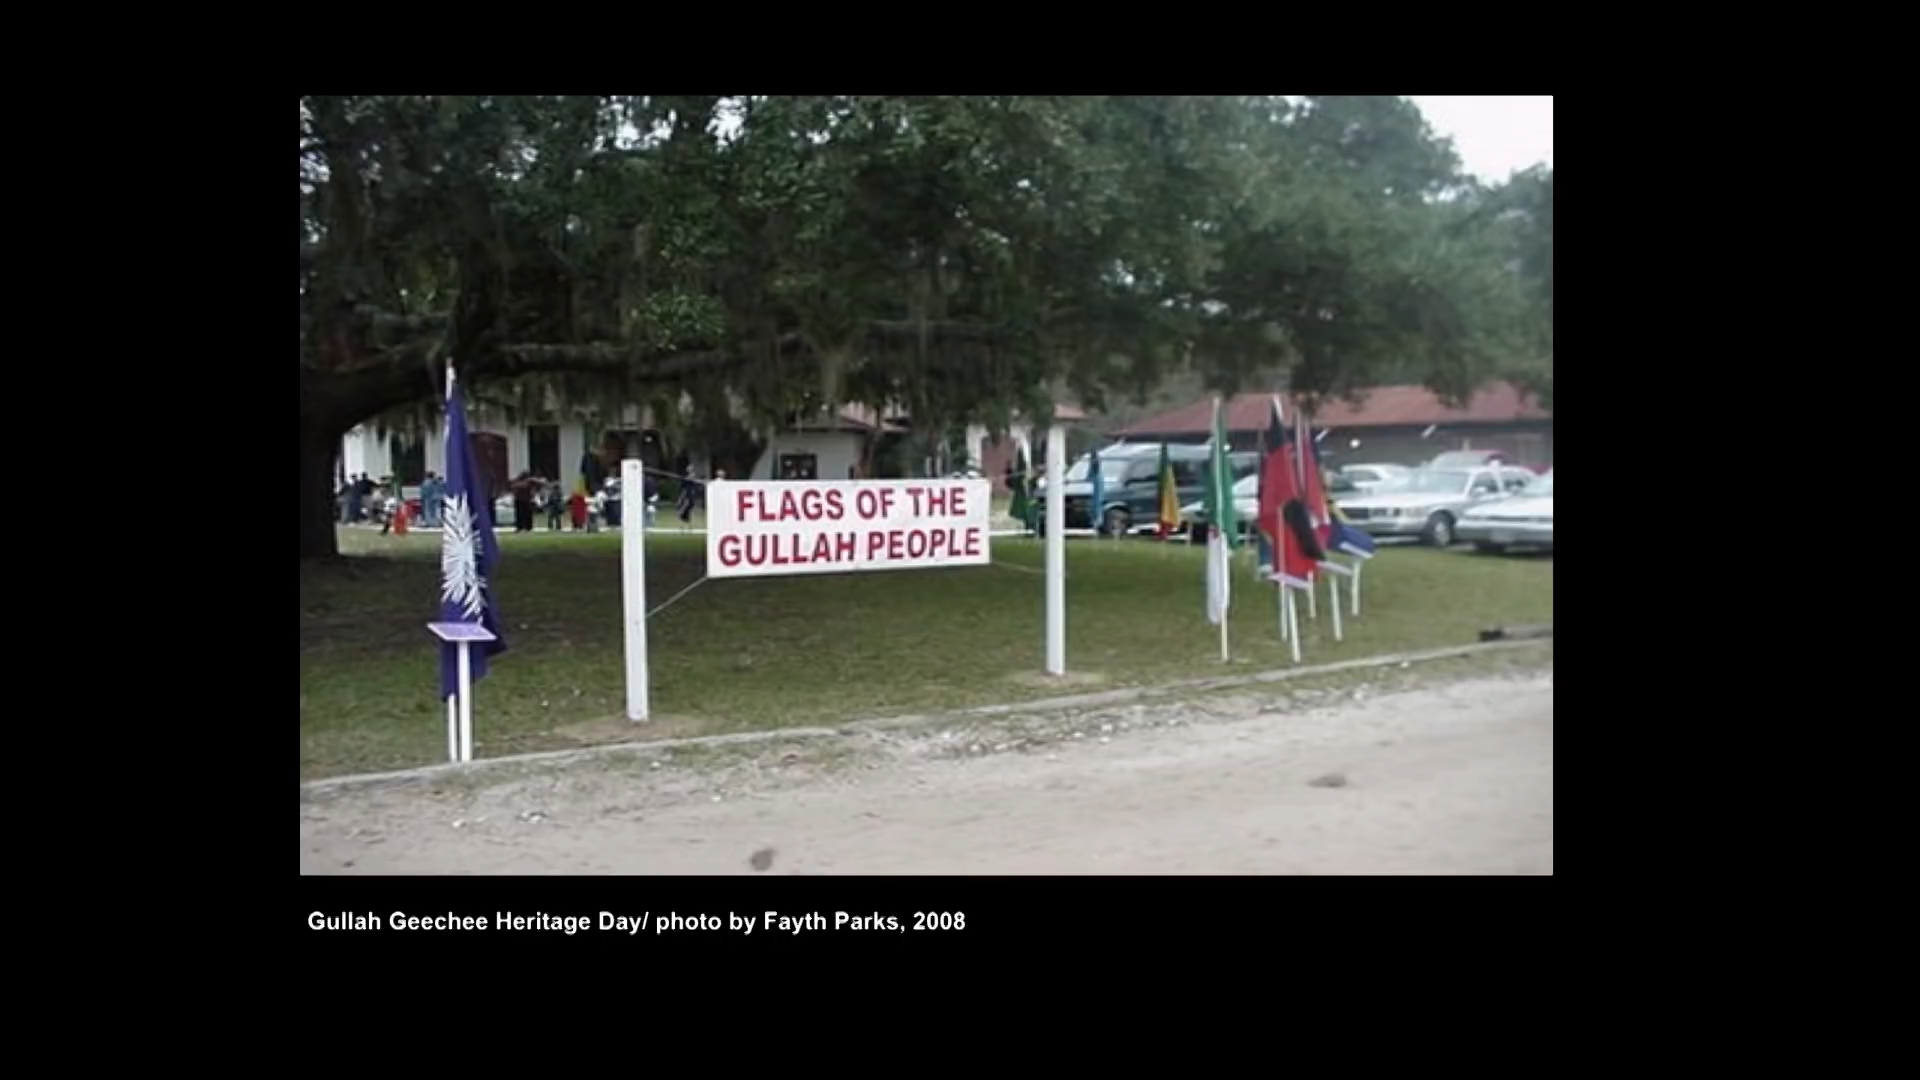 FLAGS OF THE
GULLAH PEOPLE
Gullah Geechee Heritage Day/ photo by Fayth Parks, 2008